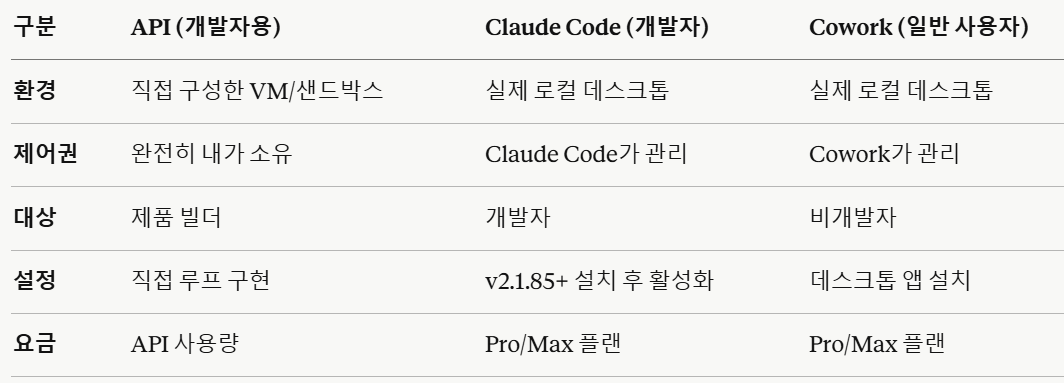 구분 API (개발자용) Claude Code (개발자) Cowork (일반 사용자)
환경 직접 구성한 VM/샌드박스 실제 로컬 데스크톱 실제 로컬 데스크톱
제어권 완전히 내가 소유 Claude Code가 관리 Cowork가 관리
대상 제품 빌더 개발자 비개발자
설정 직접 루프 구현 v2.1.85+ 설치 후 활성화 데스크톱 앱 설치
요금 API 사용량 Pro/Max 플랜 Pro/Max 플랜